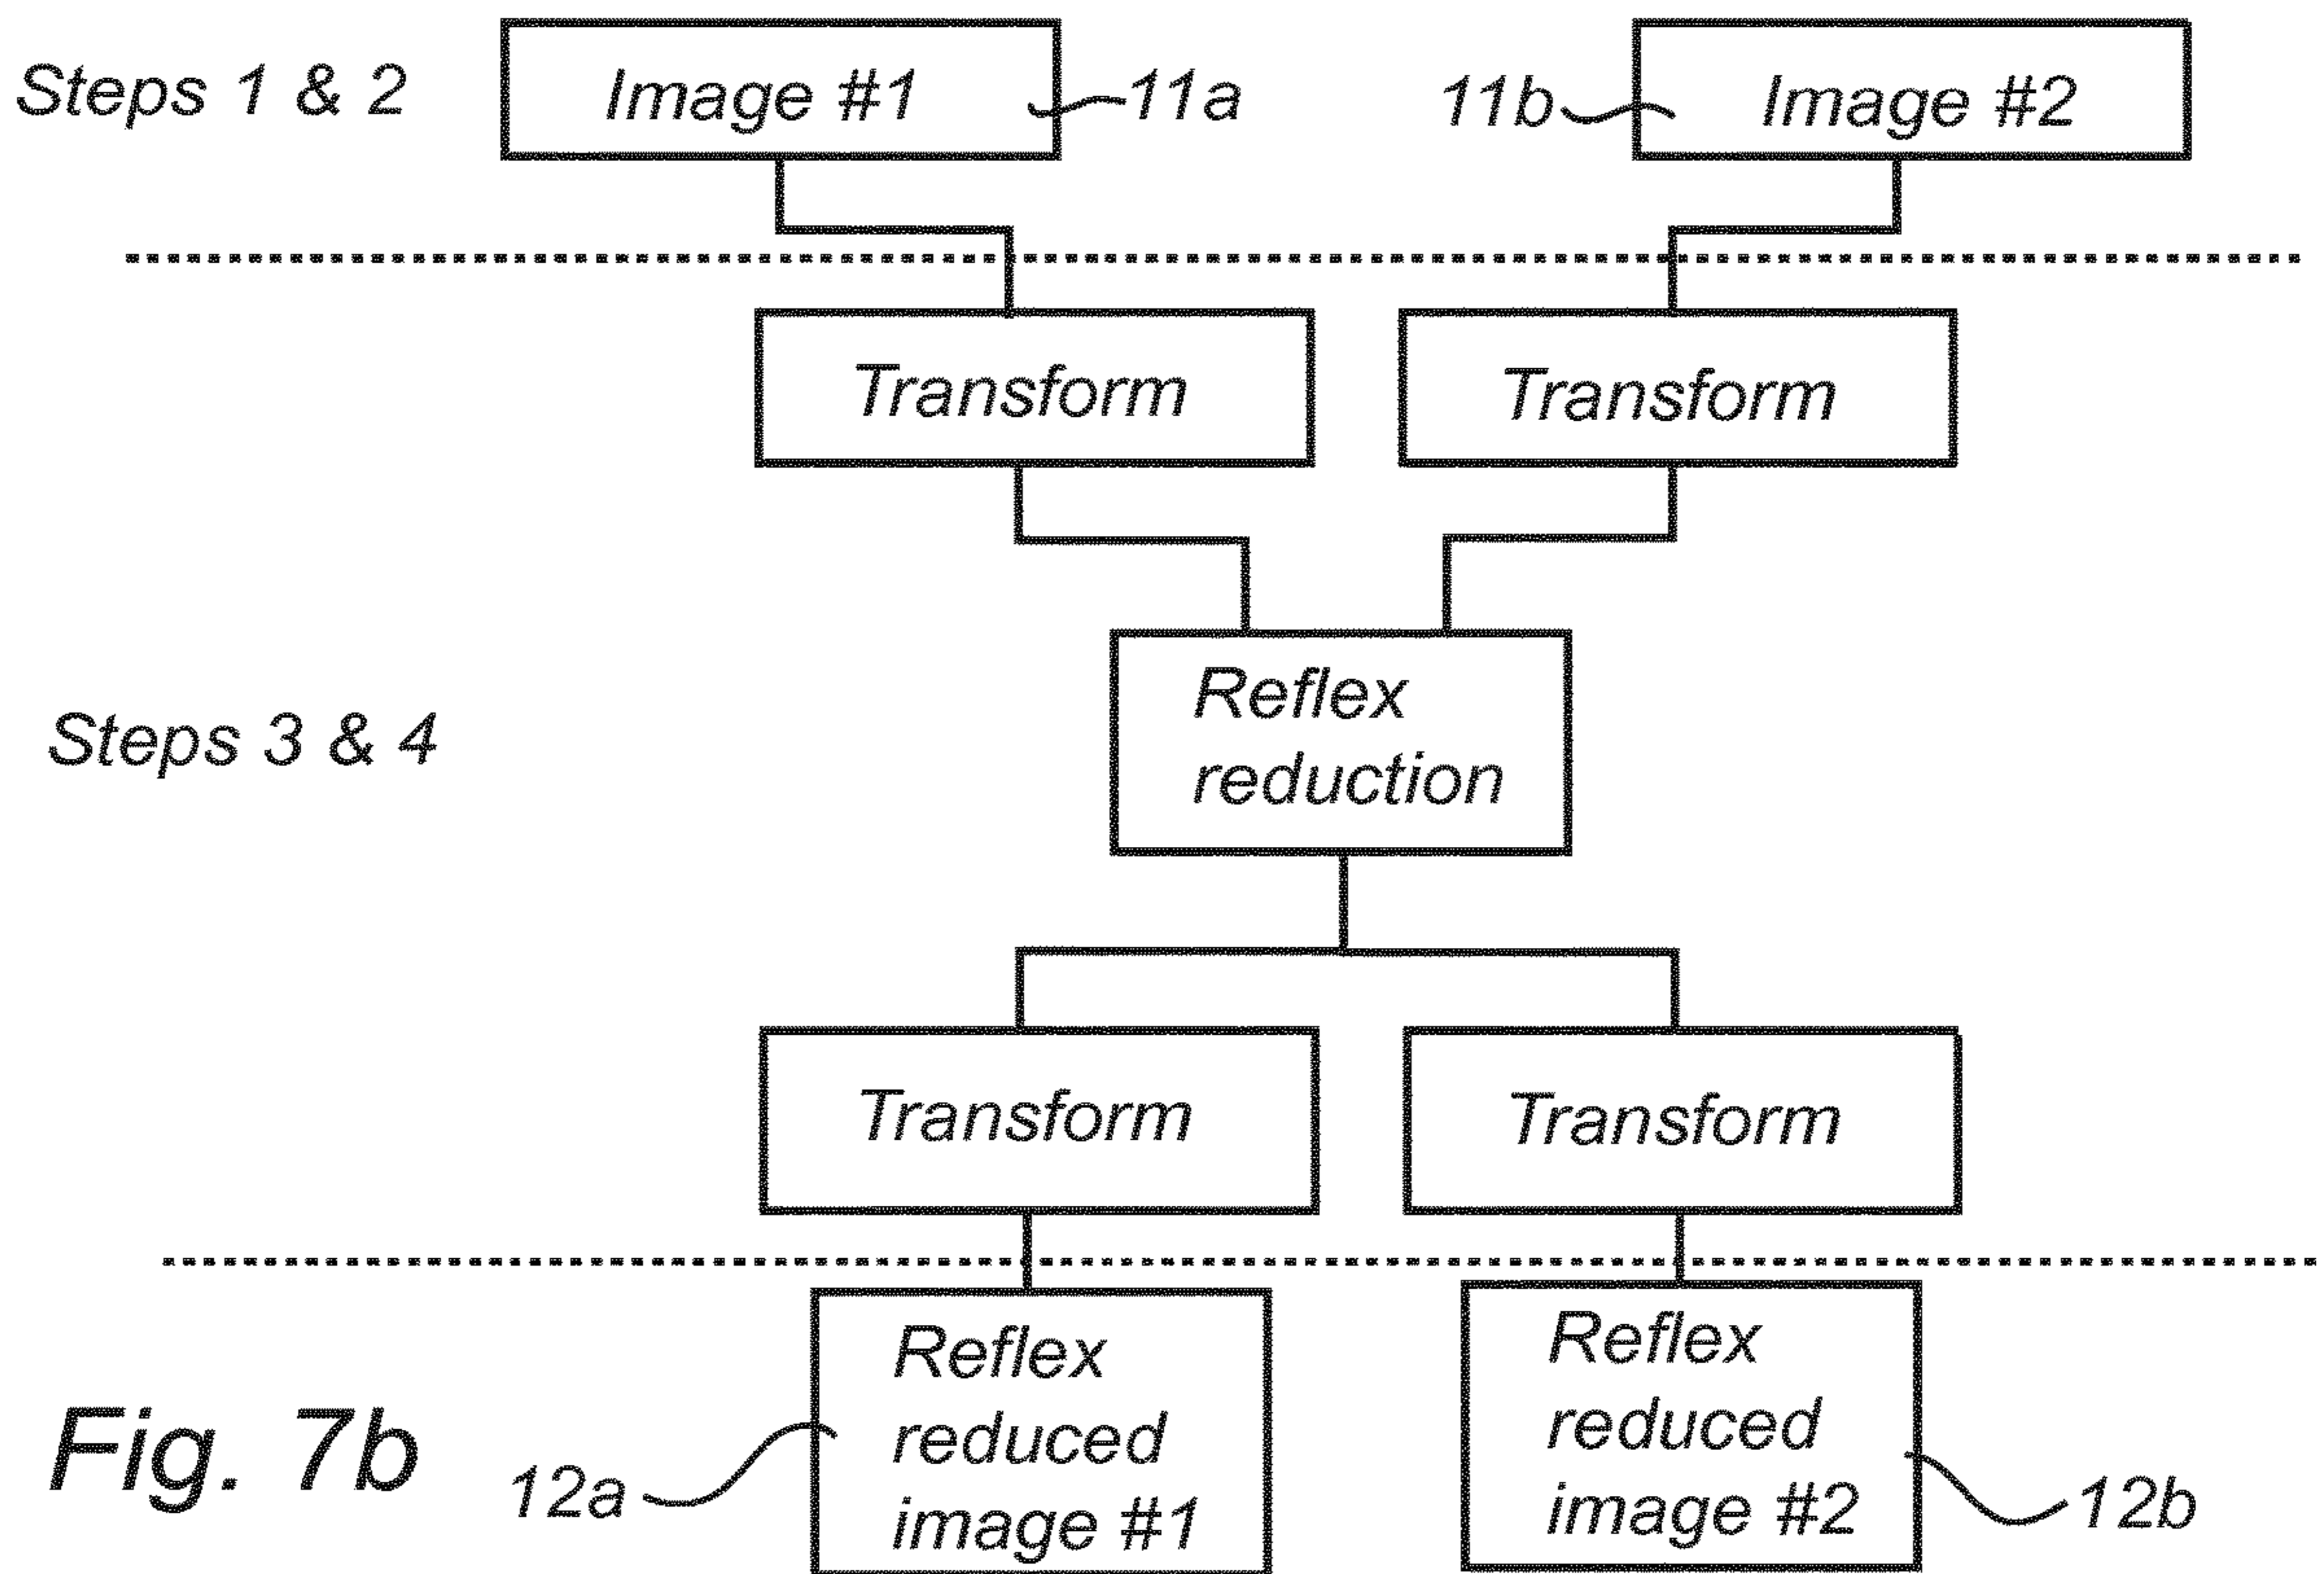 Steps 1 & 2
Image #1
11a
11b
Image #2
Transform
Transform
Reflex
reduction
Steps 3 & 4
Transform
Transform
Reflex
reduced
image #1
Reflex
reduced
image #2
12a
12b
Fig. 7b